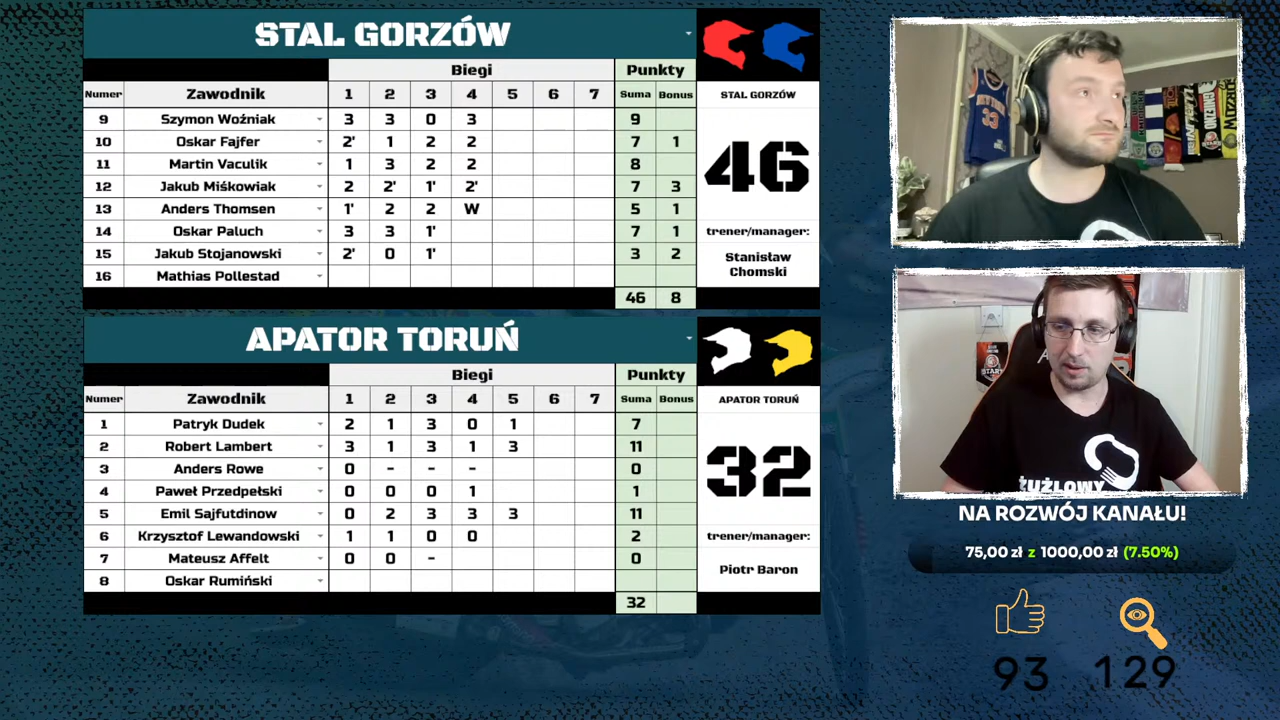 STAL GORZÓW
Biegi Punkty
Numer Zawodnik 1 2 3 4 5 6 7 Suma Bonus
9 Szymon Woźniak 3 3 0 3 9
10 Oskar Fajfer 2' 1 2 2 7 1
11 Martin Vaculik 1 3 2 2 8
12 Jakub Miśkowiak 2 2' 1' 2' 7 3
13 Anders Thomsen 1' 2 2 W 5 1
14 Oskar Paluch 3 3 1' 7 1
15 Jakub Stojanowski 2' 0 1' 3 2
16 Mathias Pollestad
46 8
STAL GORZÓW
46
trener/manager:
Stanisław
Chomski
APATOR TORUŃ
Biegi Punkty
Numer Zawodnik 1 2 3 4 5 6 7 Suma Bonus
1 Patryk Dudek 2 1 3 0 1 7
2 Robert Lambert 3 1 3 1 3 11
3 Anders Rowe 0 - - - 0
4 Paweł Przedpełski 0 0 0 1 1
5 Emil Sajfutdinow 0 2 3 3 3 11
6 Krzysztof Lewandowski 1 1 0 0 2
7 Mateusz Affelt 0 0 - 0
8 Oskar Rumiński
32
APATOR TORUŃ
32
trener/manager:
Piotr Baron
NEW YORK
33
START
ŻUŻLOWY
NA ROZWÓJ KANAŁU!
75,00 zł z 1000,00 zł (7.50%)
93 129